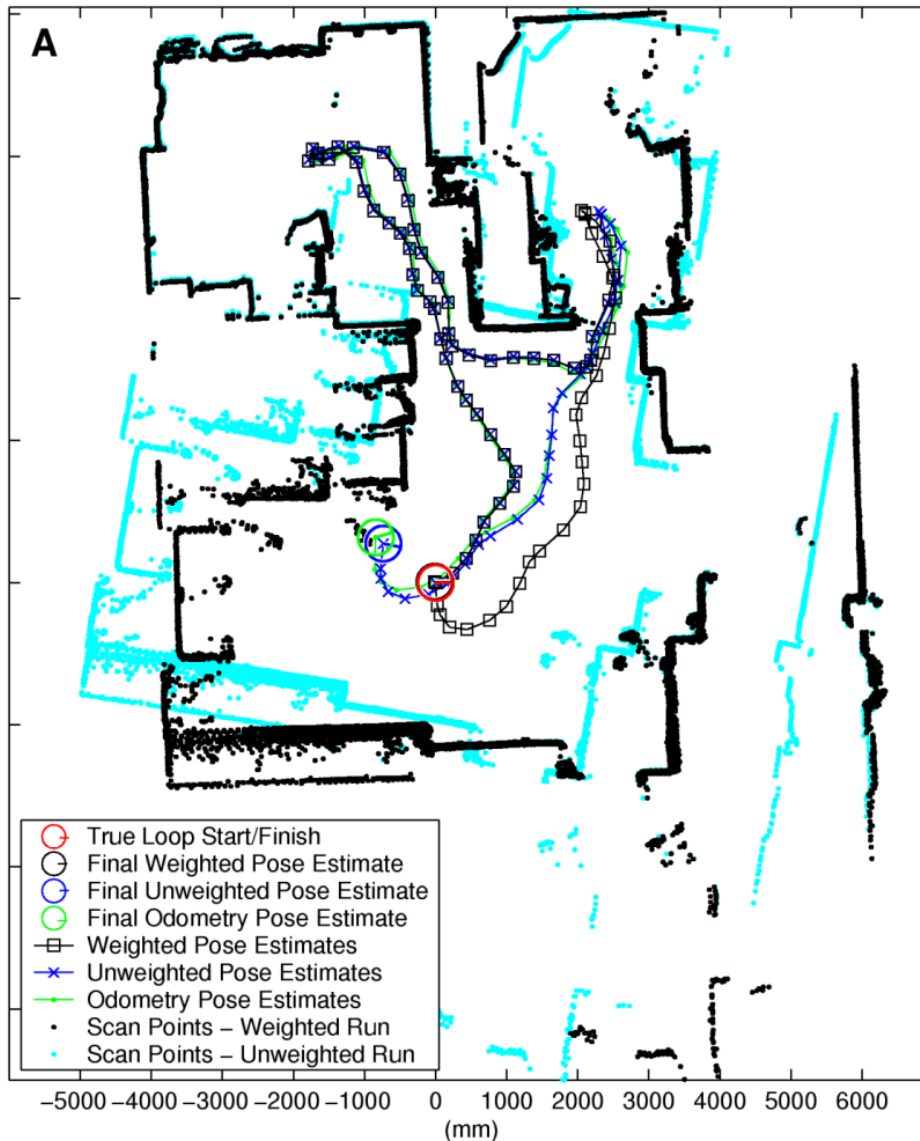 A
True Loop Start/Finish
Final Weighted Pose Estimate
Final Unweighted Pose Estimate
Final Odometry Pose Estimate
Weighted Pose Estimates
Unweighted Pose Estimates
Odometry Pose Estimates
Scan Points − Weighted Run
Scan Points − Unweighted Run
−5000 −4000 −3000 −2000 −1000 0 1000 2000 3000 4000 5000 6000
(mm)